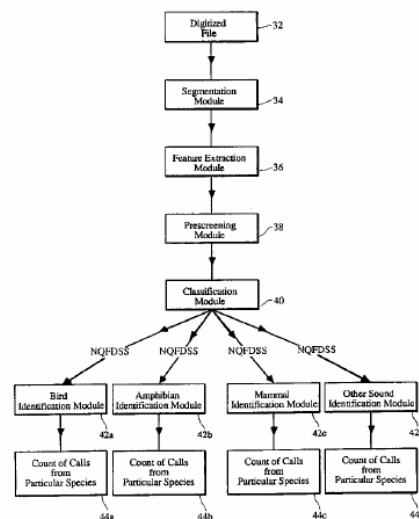 Digitized
File
32
Segmentation
Module
34
Feature Extraction
Module
36
Prescreening
Module
38
Classification
Module
40
NQFDSS NQFDSS NQFDSS NQFDSS
Bird
Identification Module
42a
Amphibian
Identification Module
42b
Mammal
Identification Module
42c
Other Sound
Identification Module
42
Count of Calls
from
Particular Species
44a
Count of Calls
from
Particular Species
44b
Count of Calls
from
Particular Species
44c
Count of Calls
from
Particular Species
44